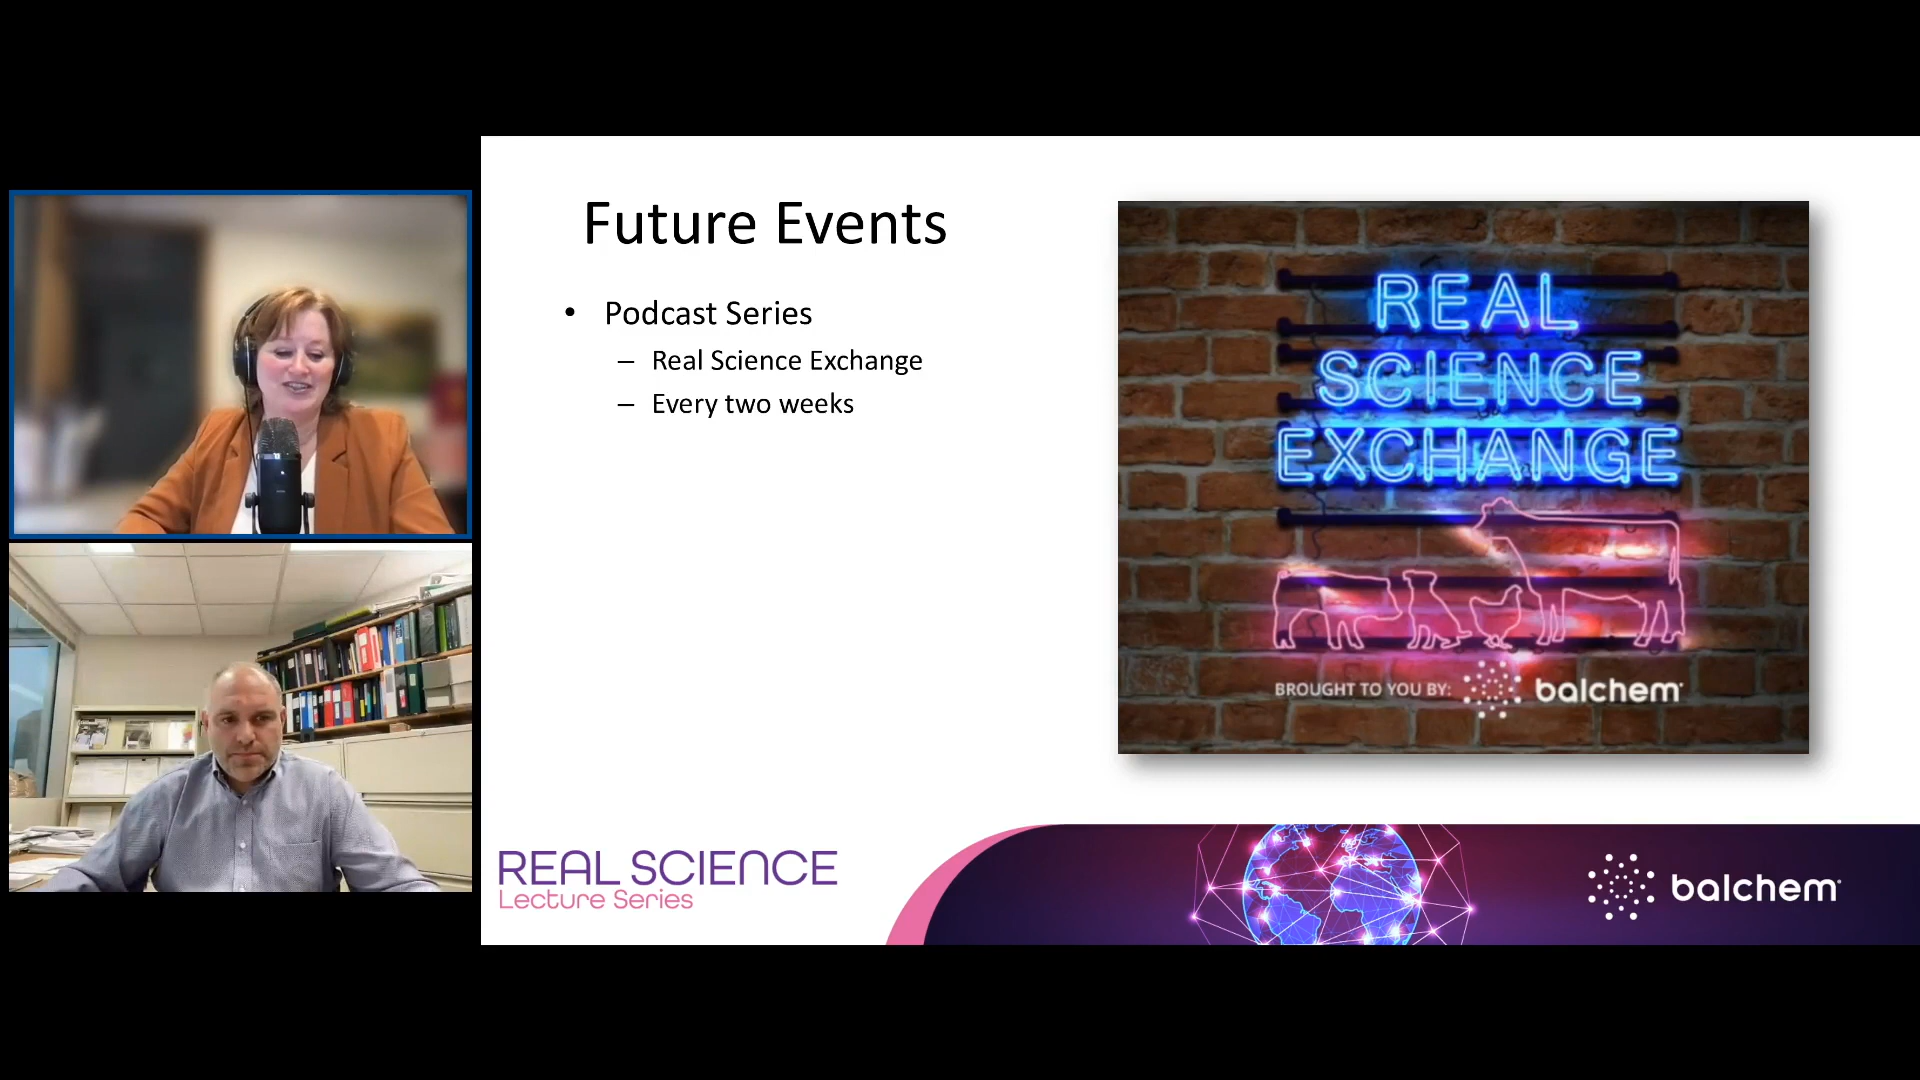 Future Events
• Podcast Series
– Real Science Exchange
– Every two weeks
REAL
SCIENCE
EXCHANGE
BROUGHT TO YOU BY: balchem
REAL SCIENCE
Lecture Series
balchem